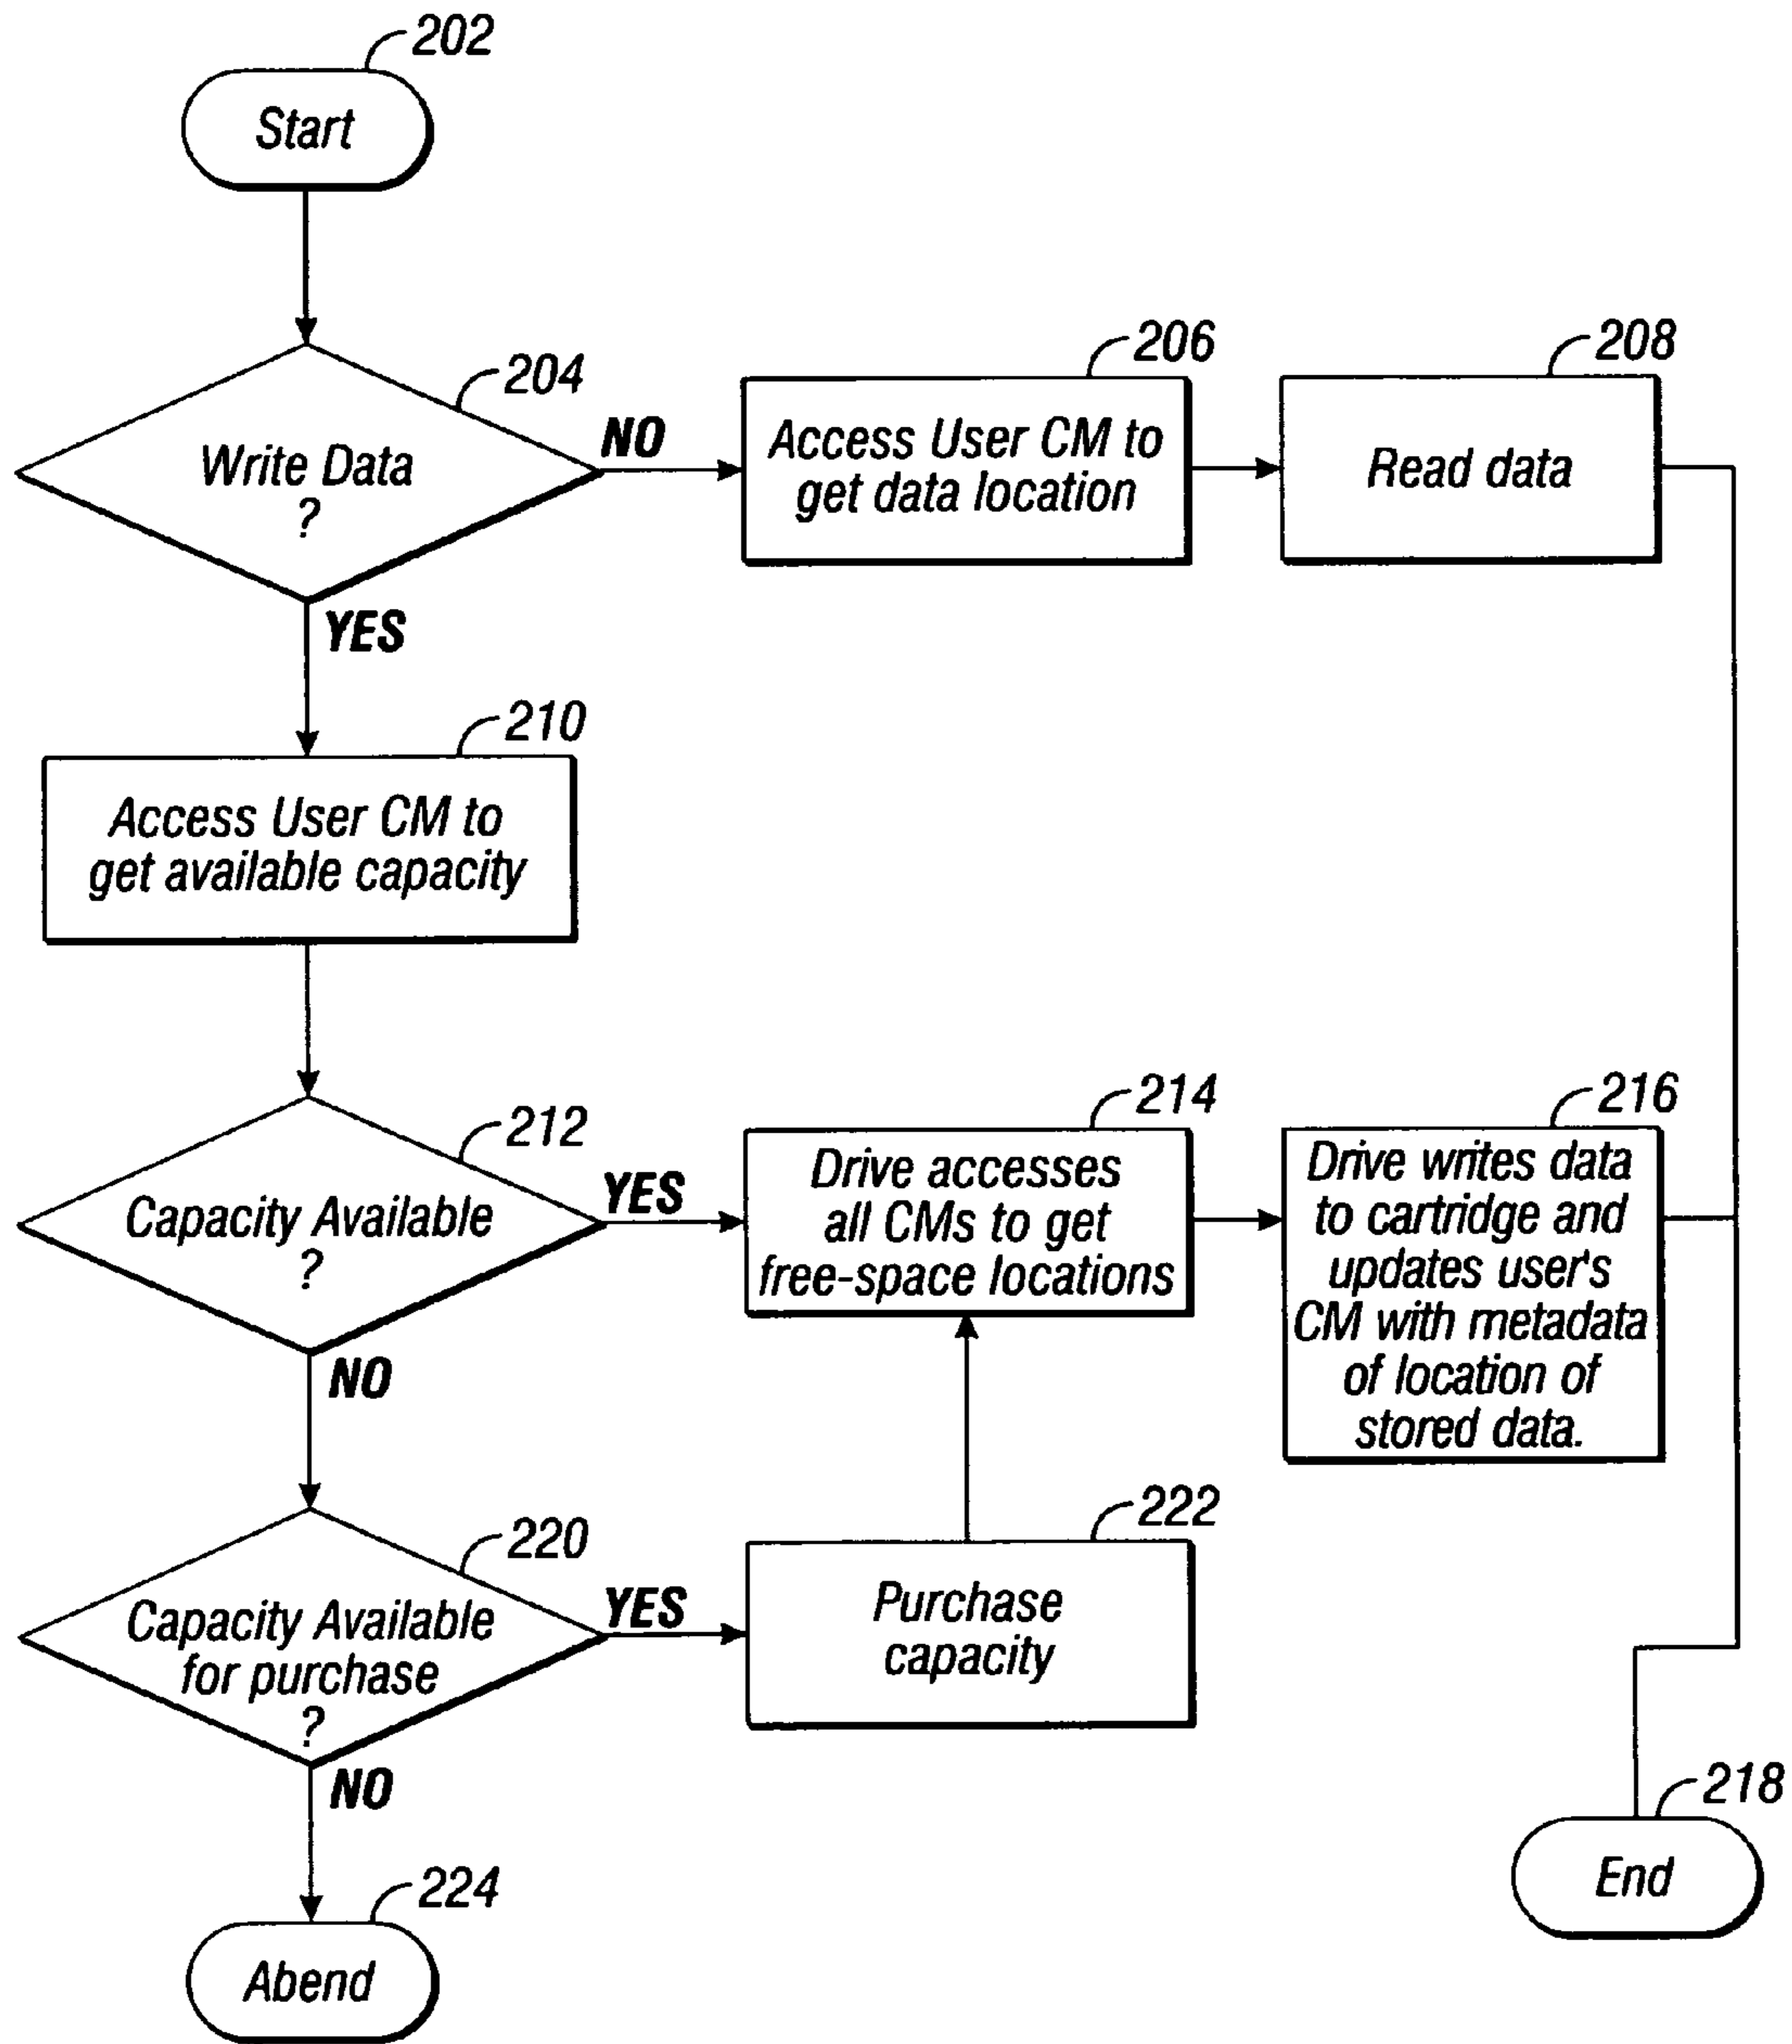 202
Start
204
Write Data
?
NO
206
Access User CM to
get data location
208
Read data
YES
210
Access User CM to
get available capacity
212
Capacity Available
?
YES
214
Drive accesses
all CMs to get
free-space locations
216
Drive writes data
to cartridge and
updates user's
CM with metadata
of location of
stored data.
NO
220
Capacity Available
for purchase
?
YES
222
Purchase
capacity
NO
218
End
224
Abend